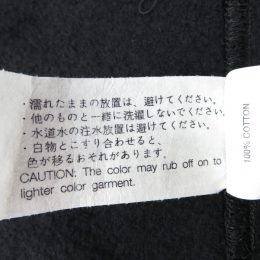 ・濡れたままの放置は、避けてください。
・他のものと一緒に洗濯しないでください。
・水道水の注水放置は、避けてください。
・白物とこすり合わせると、
色が移るおそれがあります。
CAUTION: The color may rub off on to
lighter color garment.
100% COTTON